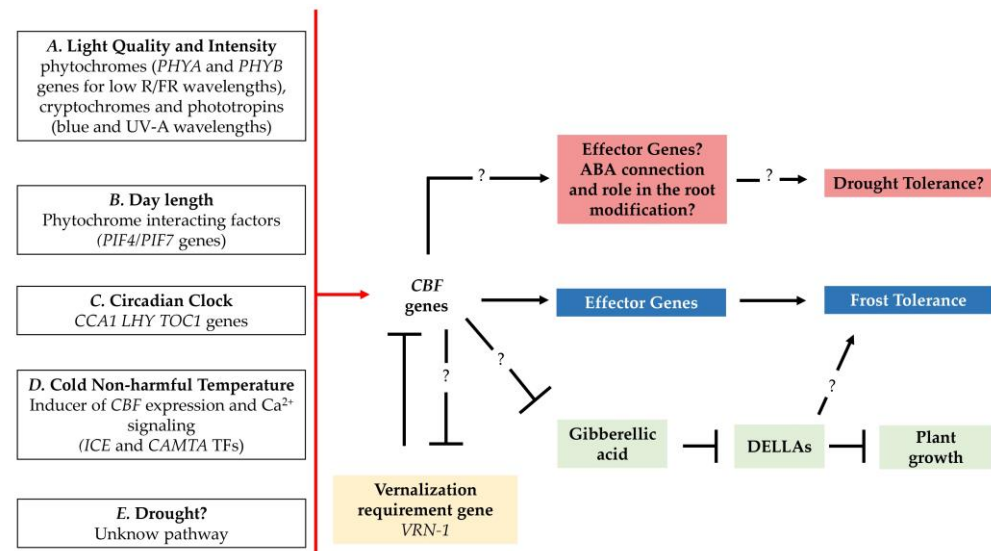 A. Light Quality and Intensity
phytochromes (PHYA and PHYB
genes for low R/FR wavelengths),
cryptochromes and phototropins
(blue and UV-A wavelengths)
B. Day length
Phytochrome interacting factors
(PIF4/PIF7 genes)
C. Circadian Clock
CCA1 LHY TOC1 genes
D. Cold Non-harmful Temperature
Inducer of CBF expression and Ca²⁺
signaling
(ICE and CAMTA TFs)
E. Drought?
Unknow pathway
CBF
genes
?
Effector Genes?
ABA connection
and role in the root
modification?
?
Drought Tolerance?
Effector Genes
Frost Tolerance
?
?
?
Gibberellic
acid
DELLAs
Plant
growth
Vernalization
requirement gene
VRN-1